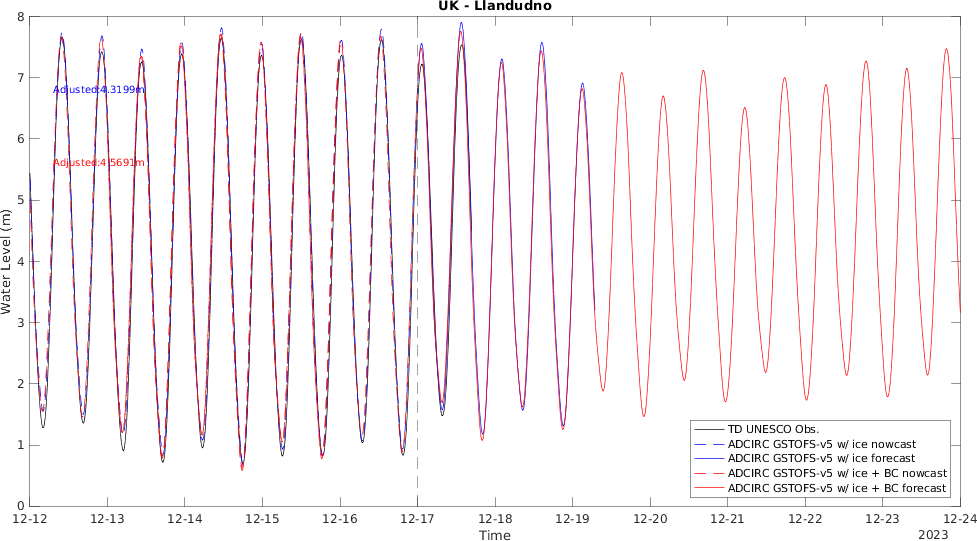 UK - Llandudno
8
7
6
5
4
3
2
1
0
Water Level (m)
Adjusted:4.3199m
Adjusted:4.5691m
TD UNESCO Obs.
ADCIRC GSTOFS-v5 w/ ice nowcast
ADCIRC GSTOFS-v5 w/ ice forecast
ADCIRC GSTOFS-v5 w/ ice + BC nowcast
ADCIRC GSTOFS-v5 w/ ice + BC forecast
12-12 12-13 12-14 12-15 12-16 12-17 12-18 12-19 12-20 12-21 12-22 12-23 12-24
Time
2023